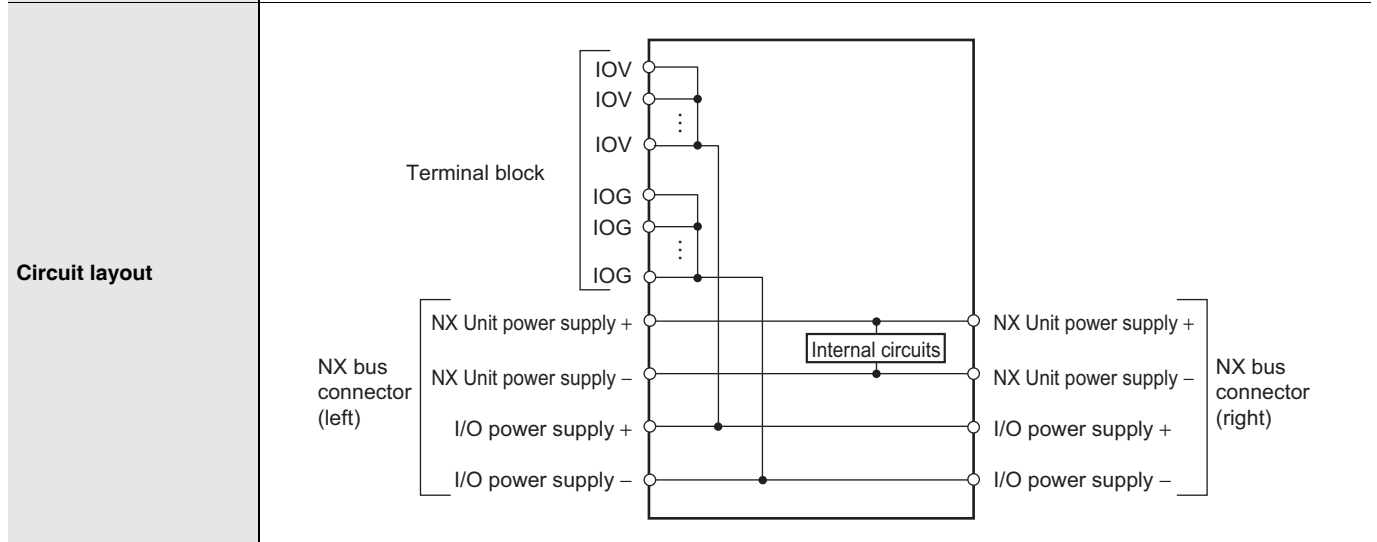 Circuit layout
Terminal block
IOV
IOV
⋮
IOV
IOG
IOG
⋮
IOG
NX bus
connector
(left)
NX Unit power supply +
NX Unit power supply −
I/O power supply +
I/O power supply −
Internal circuits
NX Unit power supply +
NX Unit power supply −
I/O power supply +
I/O power supply −
NX bus
connector
(right)